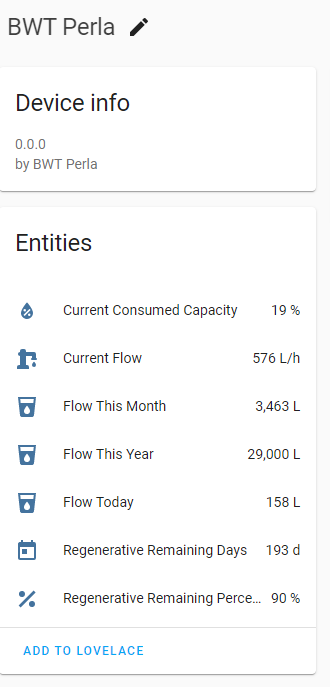 BWT Perla
Device info
0.0.0
by BWT Perla
Entities
Current Consumed Capacity 19 %
Current Flow 576 L/h
Flow This Month 3,463 L
Flow This Year 29,000 L
Flow Today 158 L
Regenerative Remaining Days 193 d
Regenerative Remaining Perce... 90 %
ADD TO LOVELACE